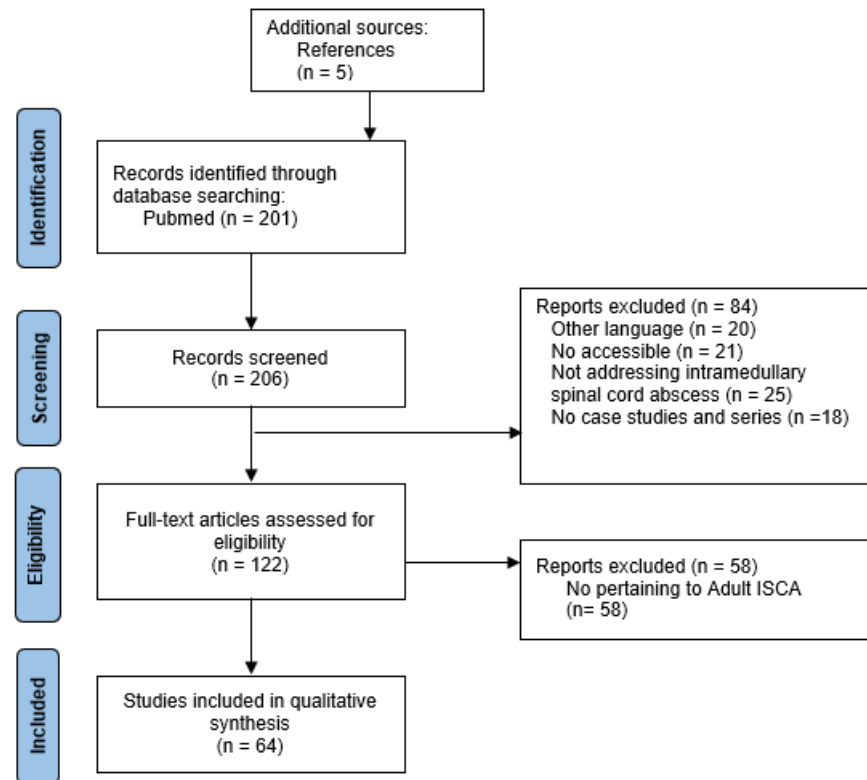 Additional sources:
References
(n = 5)
Identification
Records identified through
database searching:
Pubmed (n = 201)
Screening
Records screened
(n = 206)
Reports excluded (n = 84)
Other language (n = 20)
No accessible (n = 21)
Not addressing intramedullary
spinal cord abscess (n = 25)
No case studies and series (n =18)
Eligibility
Full-text articles assessed for
eligibility
(n = 122)
Reports excluded (n = 58)
No pertaining to Adult ISCA
(n= 58)
Included
Studies included in qualitative
synthesis
(n = 64)